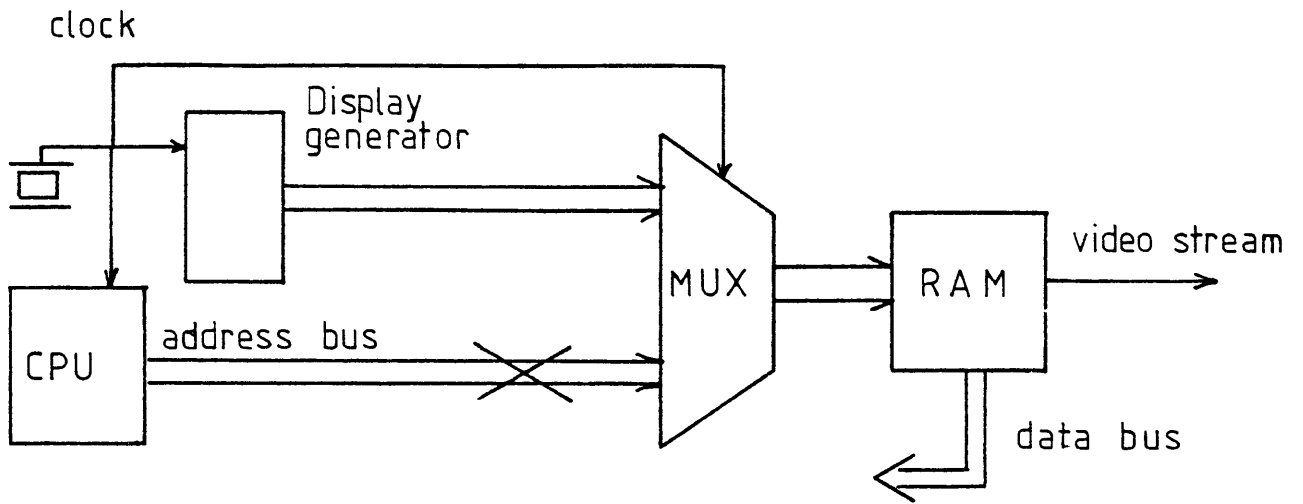 clock
Display
generator
MUX
RAM
video stream
CPU
address bus
data bus